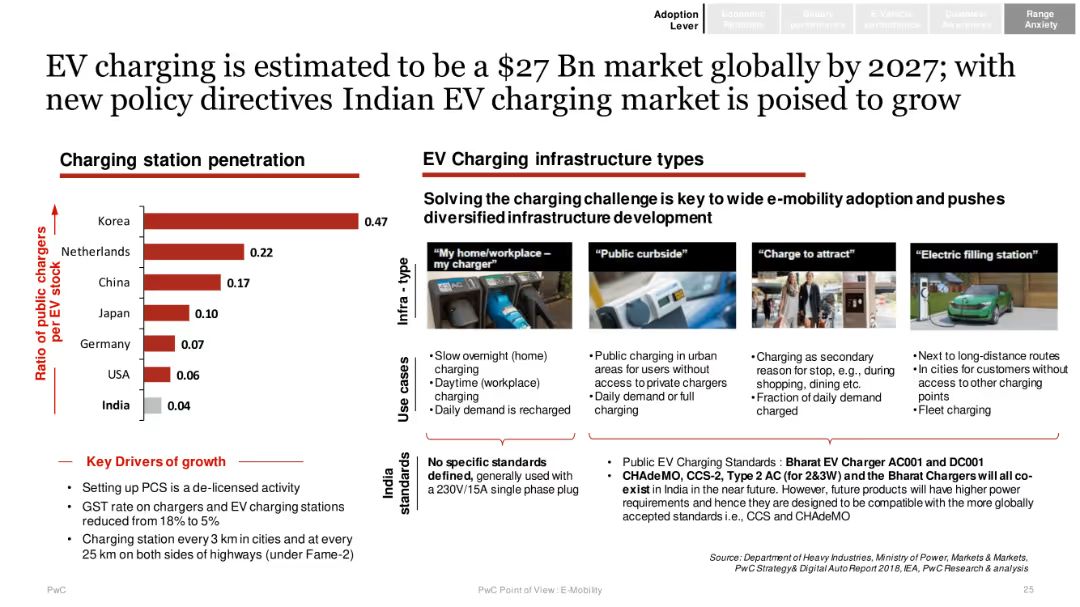 Adoption
Lever
Economic
Global
E-Vehicle
Customer
Awareness
Range
Anxiety
EV charging is estimated to be a $27 Bn market globally by 2027; with
new policy directives Indian EV charging market is poised to grow
Charging station penetration
Ratio of public chargers
per EV stock
Korea 0.47
Netherlands 0.22
China 0.17
Japan 0.10
Germany 0.07
USA 0.06
India 0.04
Key Drivers of growth
• Setting up PCS is a de-licensed activity
• GST rate on chargers and EV charging stations
reduced from 18% to 5%
• Charging station every 3 km in cities and at every
25 km on both sides of highways (under Fame-2)
EV Charging infrastructure types
Solving the charging challenge is key to wide e-mobility adoption and pushes
diversified infrastructure development
Infra - type
“My home/workplace –
my charger”
“Public curbside”
“Charge to attract”
“Electric filling station”
Use cases
• Slow overnight (home)
charging
• Daytime (workplace)
charging
• Daily demand is recharged
• Public charging in urban
areas for users without
access to private chargers
• Daily demand or full
charging
• Charging as secondary
reason for stop, e.g., during
shopping, dining etc.
• Fraction of daily demand
charged
• Next to long-distance routes
• In cities for customers without
access to other charging
points
• Fleet charging
India
standards
No specific standards
defined, generally used with
a 230V/15A single phase plug
• Public EV Charging Standards : Bharat EV Charger AC001 and DC001
• CHAdeMO, CCS-2, Type 2 AC (for 2&3W) and the Bharat Chargers will all co-
exist in India in the near future. However, future products will have higher power
requirements and hence they are designed to be compatible with the more globally
accepted standards i.e., CCS and CHAdeMO
Source: Department of Heavy Industries, Ministry of Power, Markets & Markets,
PwC Strategy& Digital Auto Report 2018, IEA, PwC Research & analysis
PwC
PwC Point of View : E-Mobility
25